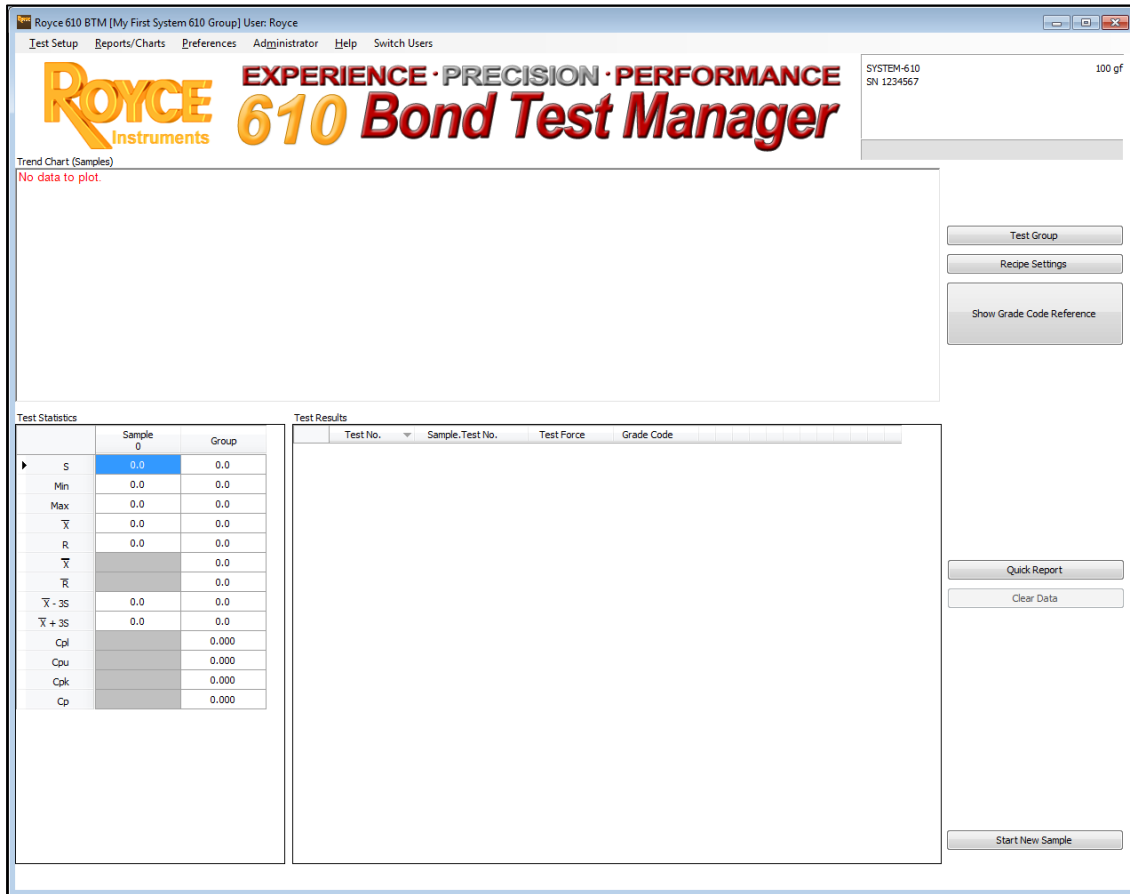 Royce 610 BTM [My First System 610 Group] User: Royce
Test Setup Reports/Charts Preferences Administrator Help Switch Users
ROYCE
Instruments
EXPERIENCE · PRECISION · PERFORMANCE
610 Bond Test Manager
SYSTEM-610 100 gf
SN 1234567
Trend Chart (Samples)
No data to plot.
Test Group
Recipe Settings
Show Grade Code Reference
Test Statistics
Sample
0
Group
S 0.0 0.0
Min 0.0 0.0
Max 0.0 0.0
X̅ 0.0 0.0
R 0.0 0.0
X̿ 0.0
R̅ 0.0
X̅ - 3S 0.0 0.0
X̅ + 3S 0.0 0.0
Cpl 0.000
Cpu 0.000
Cpk 0.000
Cp 0.000
Test Results
Test No. Sample.Test No. Test Force Grade Code
Quick Report
Clear Data
Start New Sample